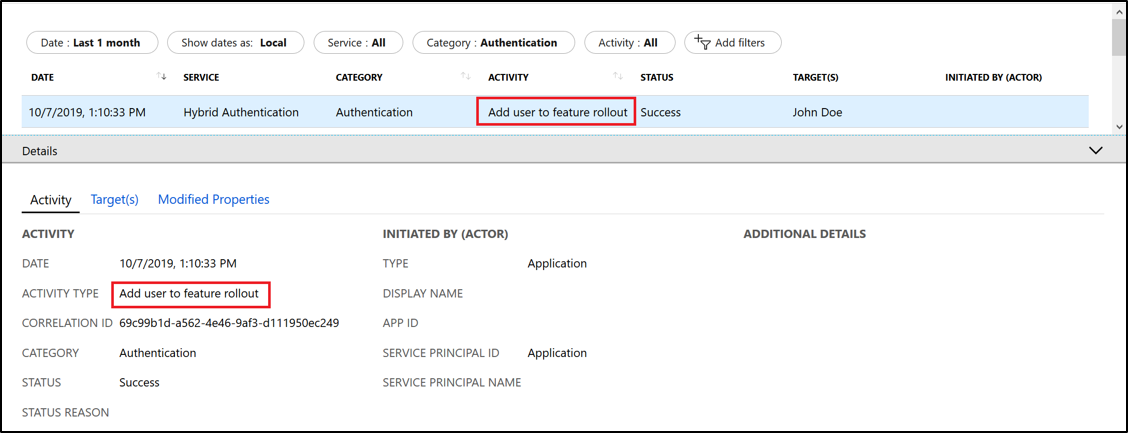 Date : Last 1 month Show dates as: Local Service : All Category : Authentication Activity : All Add filters
DATE SERVICE CATEGORY ACTIVITY STATUS TARGET(S) INITIATED BY (ACTOR)
10/7/2019, 1:10:33 PM Hybrid Authentication Authentication Add user to feature rollout Success John Doe
Details
Activity Target(s) Modified Properties
ACTIVITY INITIATED BY (ACTOR) ADDITIONAL DETAILS
DATE 10/7/2019, 1:10:33 PM TYPE Application
ACTIVITY TYPE Add user to feature rollout DISPLAY NAME
CORRELATION ID 69c99b1d-a562-4e46-9af3-d111950ec249 APP ID
CATEGORY Authentication SERVICE PRINCIPAL ID Application
STATUS Success SERVICE PRINCIPAL NAME
STATUS REASON